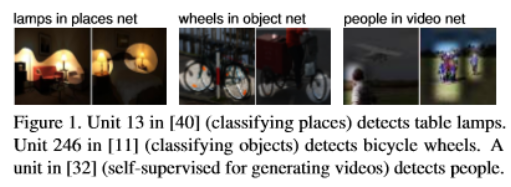 lamps in places net wheels in object net people in video net
Figure 1. Unit 13 in [40] (classifying places) detects table lamps.
Unit 246 in [11] (classifying objects) detects bicycle wheels. A
unit in [32] (self-supervised for generating videos) detects people.